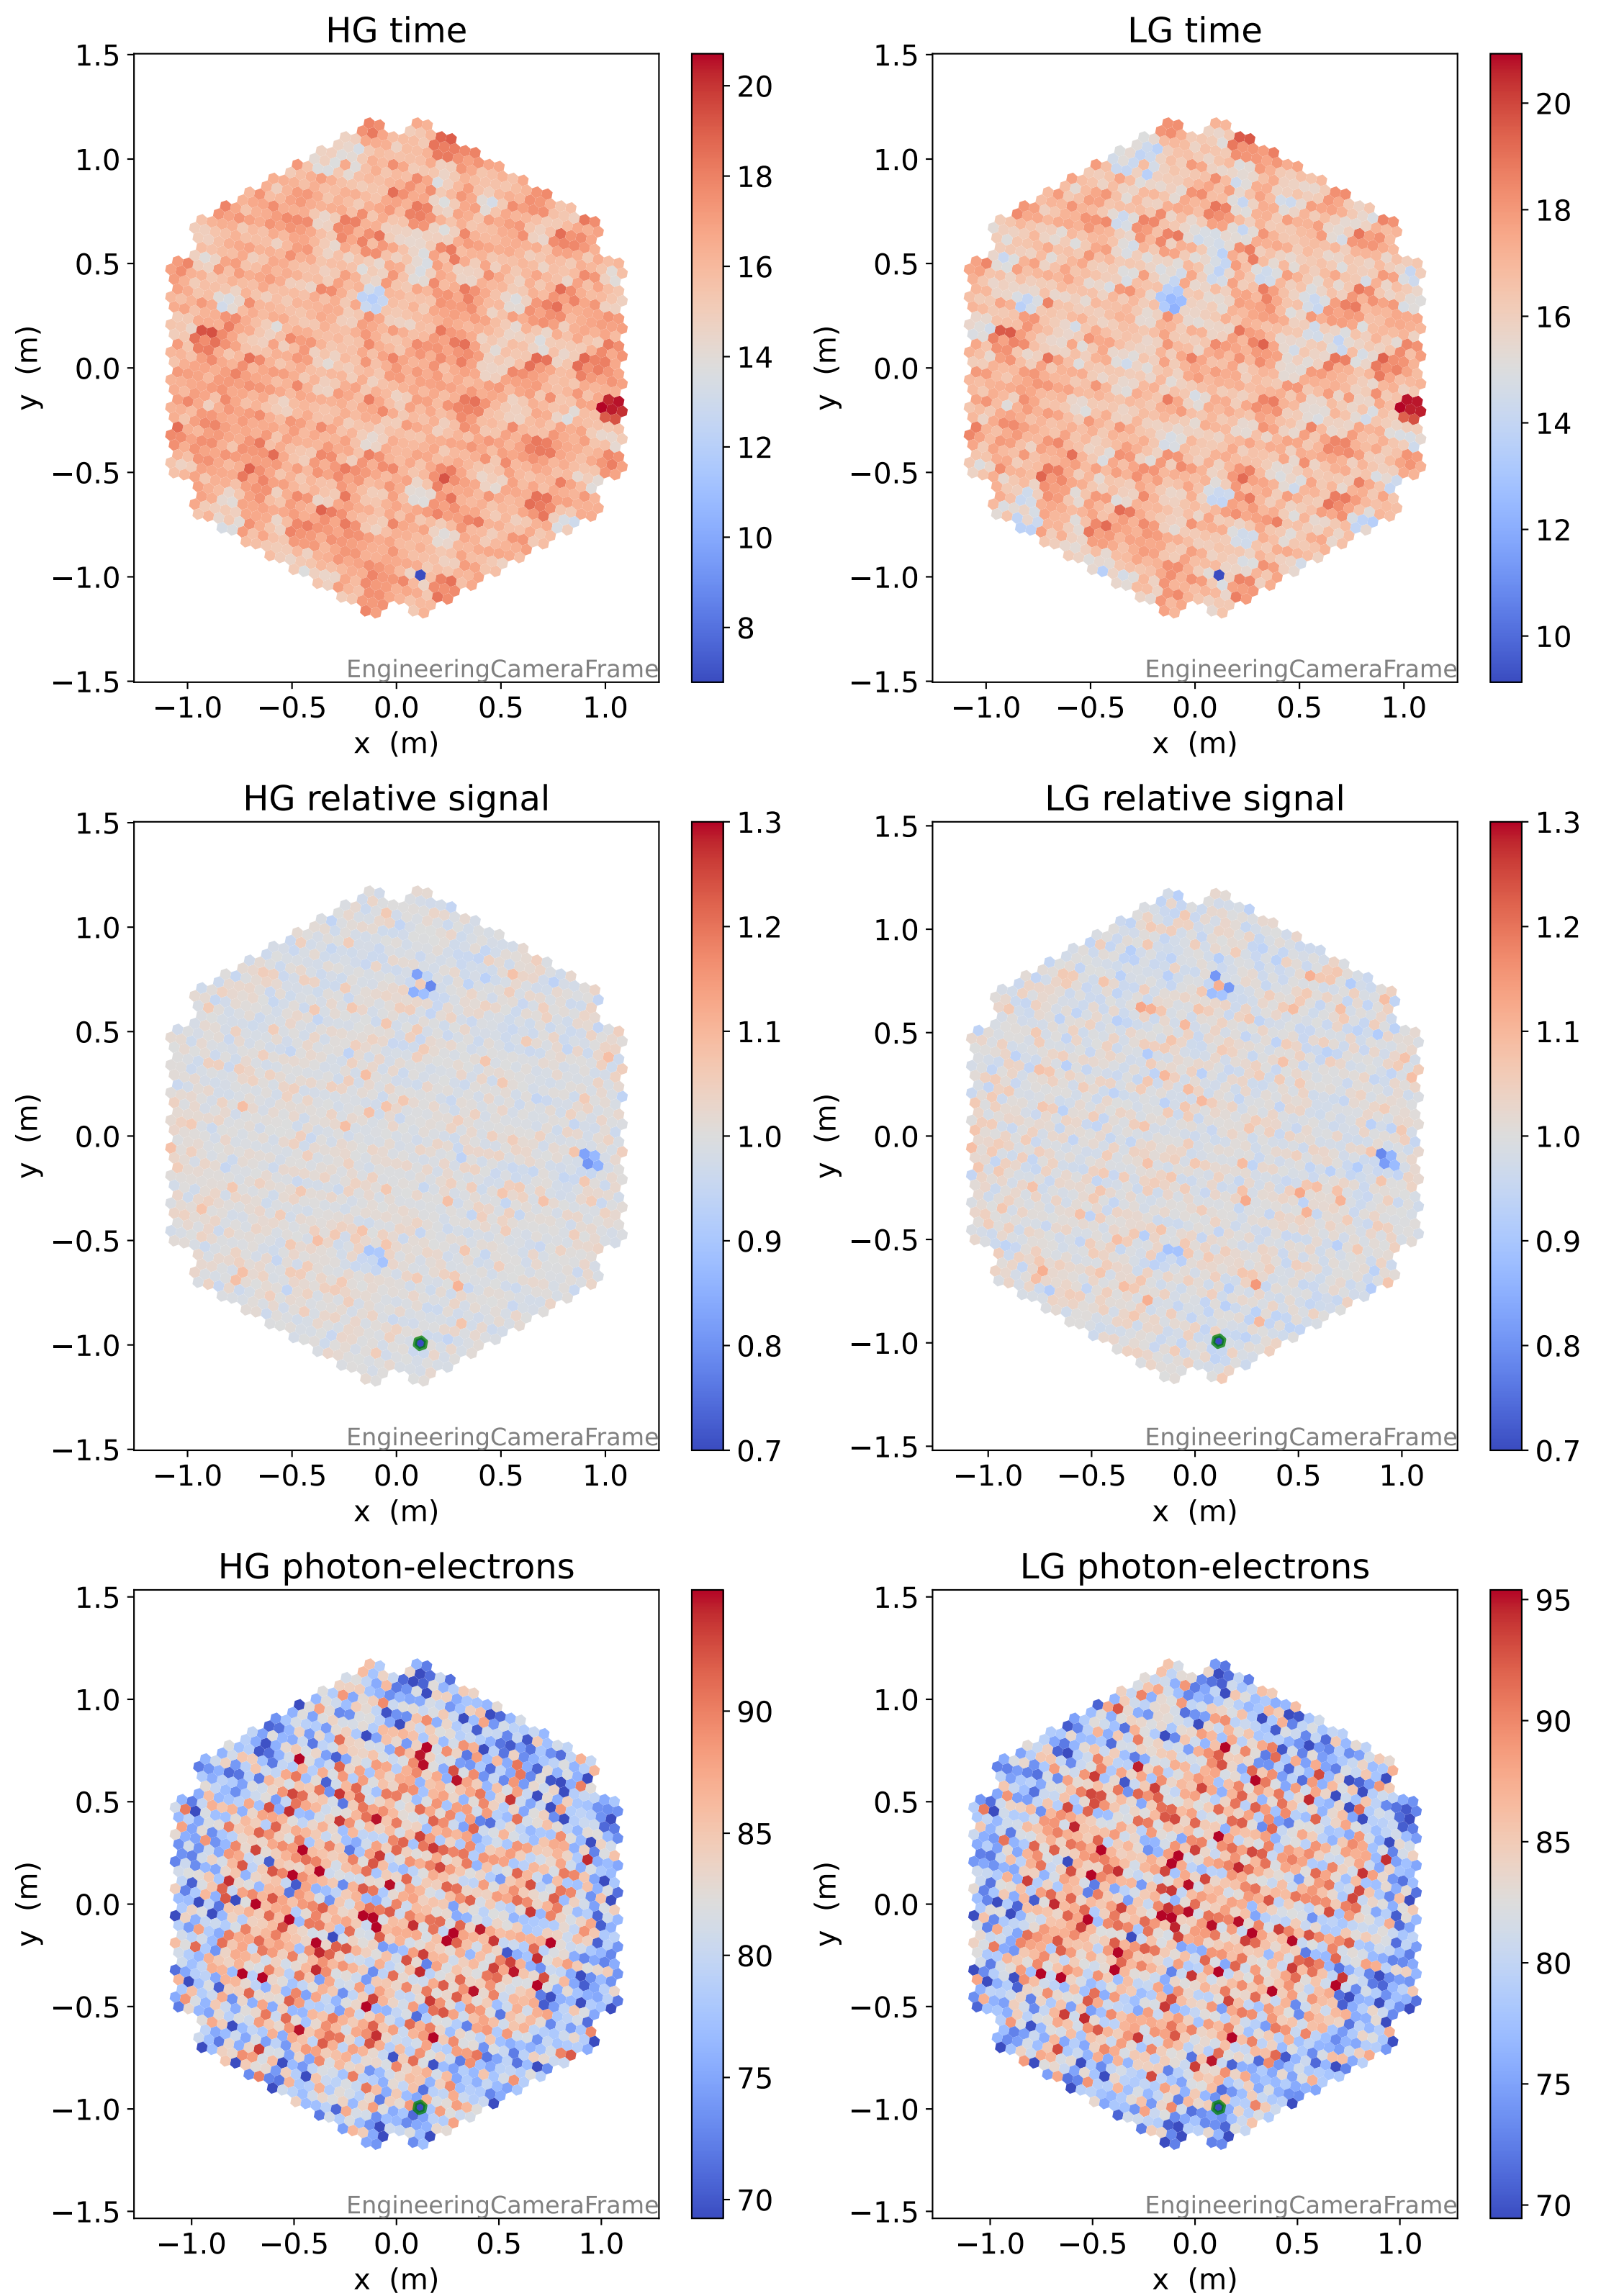 HG time
LG time
1.5
1.0
0.5
0.0
−0.5
−1.0
−1.5
y (m)
−1.0 −0.5 0.0 0.5 1.0
x (m)
EngineeringCameraFrame
20
18
16
14
12
10
8
1.5
1.0
0.5
0.0
−0.5
−1.0
−1.5
y (m)
−1.0 −0.5 0.0 0.5 1.0
x (m)
EngineeringCameraFrame
20
18
16
14
12
10
HG relative signal
LG relative signal
1.5
1.0
0.5
0.0
−0.5
−1.0
−1.5
y (m)
−1.0 −0.5 0.0 0.5 1.0
x (m)
EngineeringCameraFrame
1.3
1.2
1.1
1.0
0.9
0.8
0.7
1.5
1.0
0.5
0.0
−0.5
−1.0
−1.5
y (m)
−1.0 −0.5 0.0 0.5 1.0
x (m)
EngineeringCameraFrame
1.3
1.2
1.1
1.0
0.9
0.8
0.7
HG photon-electrons
LG photon-electrons
1.5
1.0
0.5
0.0
−0.5
−1.0
−1.5
y (m)
−1.0 −0.5 0.0 0.5 1.0
x (m)
EngineeringCameraFrame
90
85
80
75
70
1.5
1.0
0.5
0.0
−0.5
−1.0
−1.5
y (m)
−1.0 −0.5 0.0 0.5 1.0
x (m)
EngineeringCameraFrame
95
90
85
80
75
70